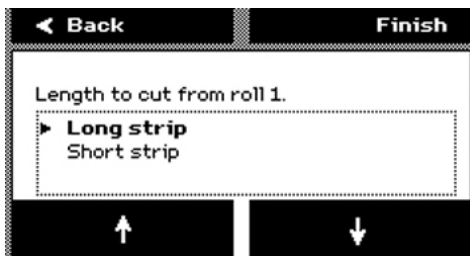 Back
Finish
Length to cut from roll 1.
Long strip
Short strip